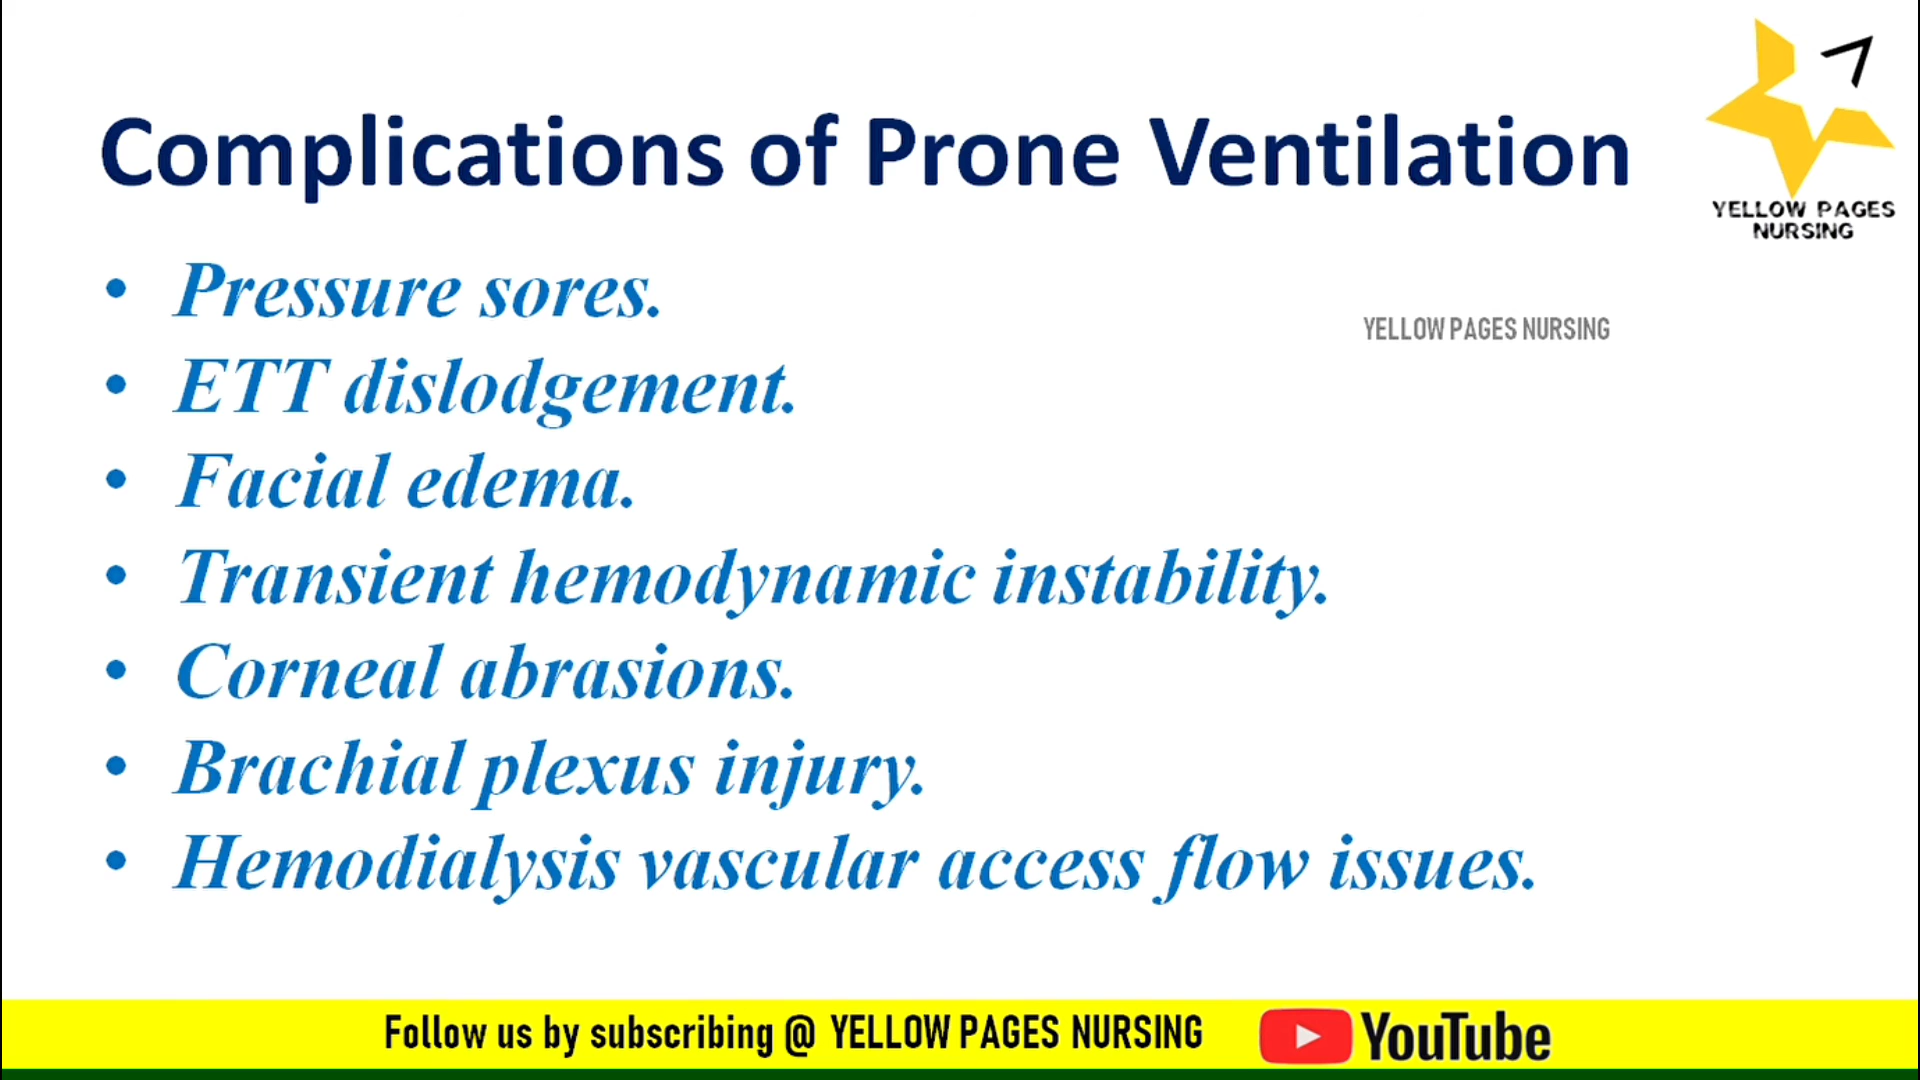 Complications of Prone Ventilation
YELLOW PAGES
NURSING
• Pressure sores.
YELLOW PAGES NURSING
• ETT dislodgement.
• Facial edema.
• Transient hemodynamic instability.
• Corneal abrasions.
• Brachial plexus injury.
• Hemodialysis vascular access flow issues.
Follow us by subscribing @ YELLOW PAGES NURSING YouTube